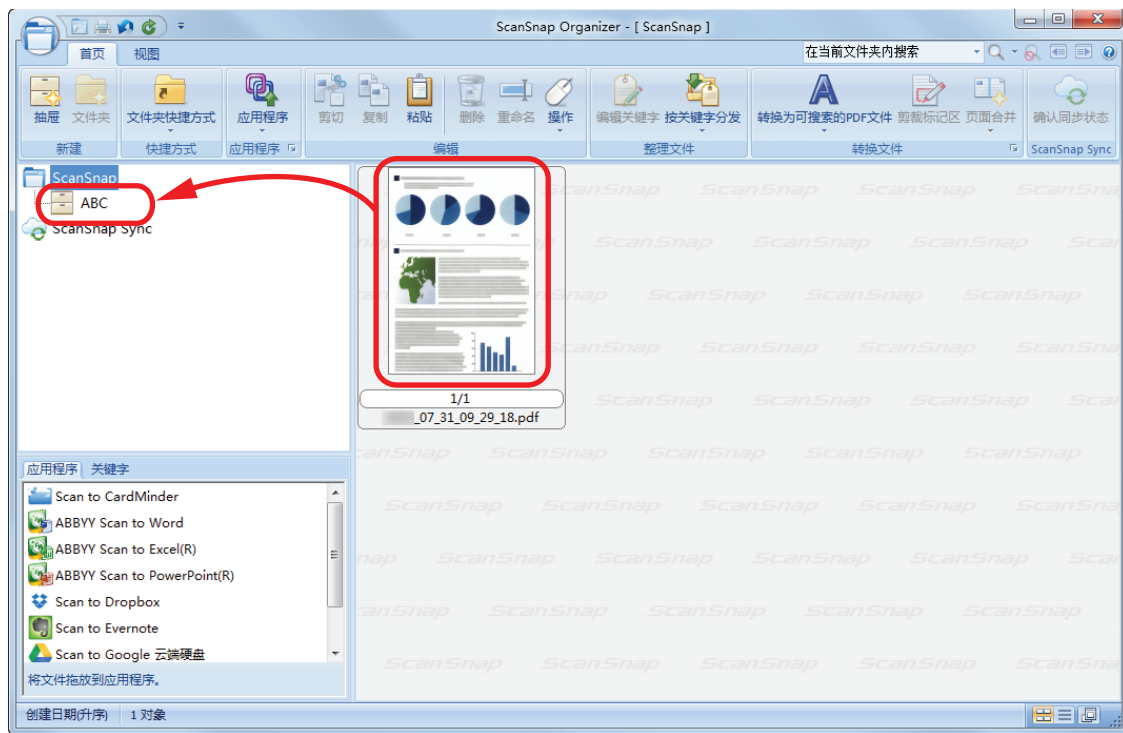 ScanSnap Organizer - [ ScanSnap ]
首页 视图 在当前文件夹内搜索
抽屉 文件夹 文件夹快捷方式 应用程序 剪切 复制 粘贴 删除 重命名 操作 编辑关键字 按关键字分发 转换为可搜索的PDF文件 剪裁标记区 页面合并 确认同步状态
新建 快捷方式 应用程序 编辑 整理文件 转换文件 ScanSnap Sync
ScanSnap
ABC
ScanSnap Sync
1/1
_07_31_09_29_18.pdf
应用程序 关键字
Scan to CardMinder
ABBYY Scan to Word
ABBYY Scan to Excel(R)
ABBYY Scan to PowerPoint(R)
Scan to Dropbox
Scan to Evernote
Scan to Google 云端硬盘
将文件拖放到应用程序。
创建日期(升序) 1 对象